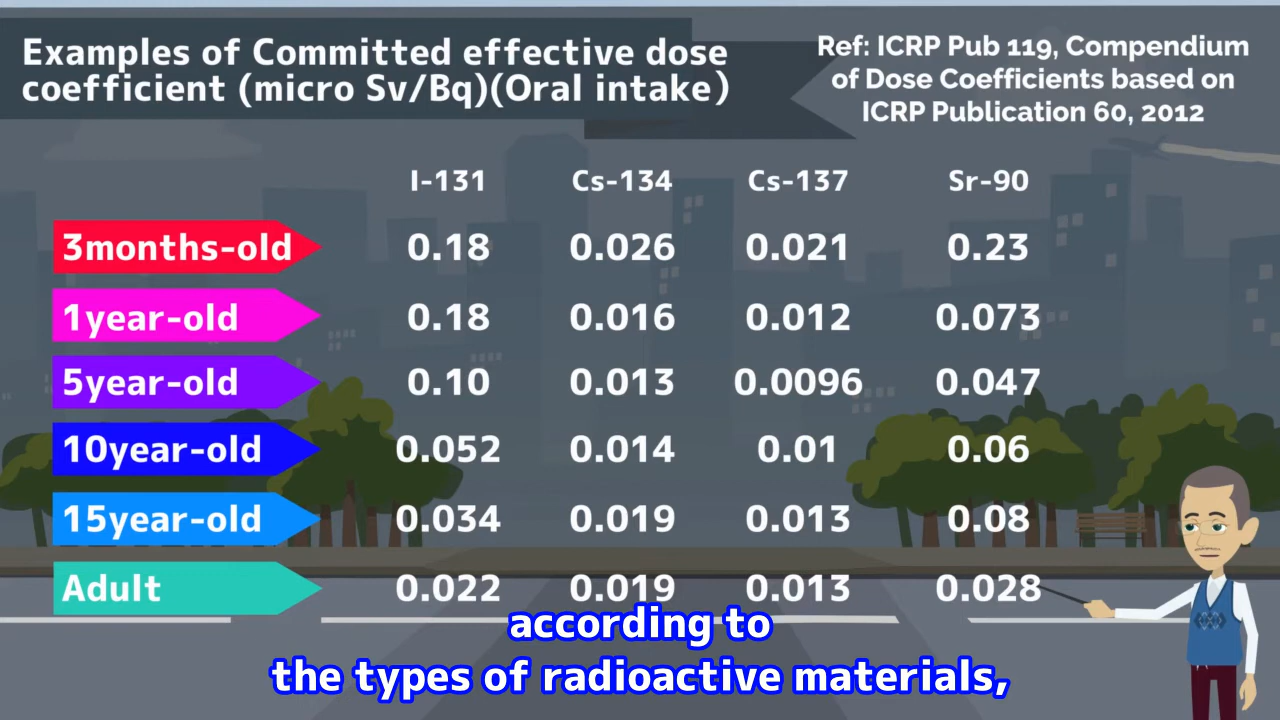 Examples of Committed effective dose
coefficient (micro Sv/Bq)(Oral intake)
Ref: ICRP Pub 119, Compendium
of Dose Coefficients based on
ICRP Publication 60, 2012
I-131 Cs-134 Cs-137 Sr-90
3months-old 0.18 0.026 0.021 0.23
1year-old 0.18 0.016 0.012 0.073
5year-old 0.10 0.013 0.0096 0.047
10year-old 0.052 0.014 0.01 0.06
15year-old 0.034 0.019 0.013 0.08
Adult 0.022 0.019 0.013 0.028
according to
the types of radioactive materials,